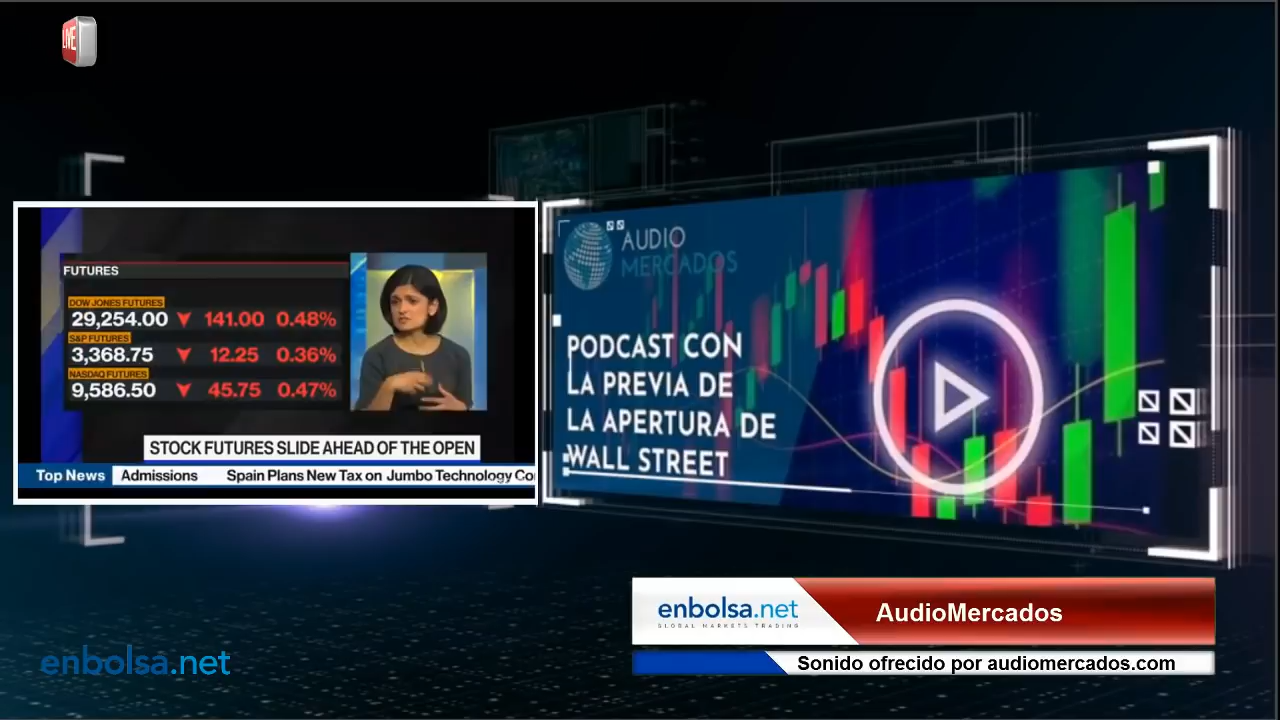 LIVE
FUTURES
DOW JONES FUTURES
29,254.00 141.00 0.48%
S&P FUTURES
3,368.75 12.25 0.36%
NASDAQ FUTURES
9,586.50 45.75 0.47%
STOCK FUTURES SLIDE AHEAD OF THE OPEN
Top News Admissions Spain Plans New Tax on Jumbo Technology Co
AUDIO
MERCADOS
PODCAST CON
LA PREVIA DE
LA APERTURA DE
WALL STREET
enbolsa.net
GLOBAL MARKETS TRADING
AudioMercados
Sonido ofrecido por audiomercados.com
enbolsa.net